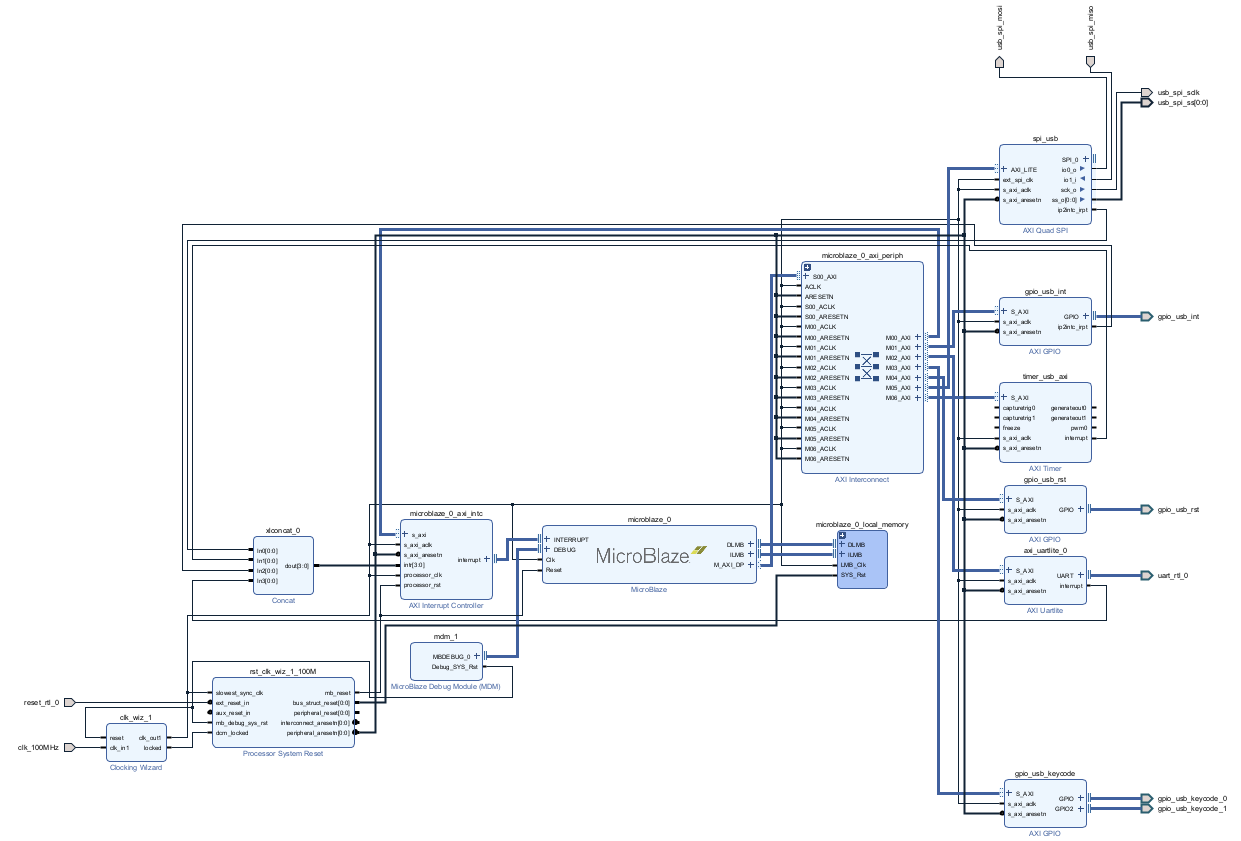 usb_spi_mosi
usb_spi_miso
usb_spi_sclk
usb_spi_ss[0:0]
spi_usb
AXI_LITE
ext_spi_clk
s_axi_aclk
s_axi_aresetn
SPI_0
io0_o
io1_i
sck_o
ss_o[0:0]
ip2intc_irpt
AXI Quad SPI
microblaze_0_axi_periph
S00_AXI
ACLK
ARESETN
S00_ACLK
S00_ARESETN
M00_ACLK
M00_ARESETN
M01_ACLK
M01_ARESETN
M02_ACLK
M02_ARESETN
M03_ACLK
M03_ARESETN
M04_ACLK
M04_ARESETN
M05_ACLK
M05_ARESETN
M06_ACLK
M06_ARESETN
M00_AXI
M01_AXI
M02_AXI
M03_AXI
M04_AXI
M05_AXI
M06_AXI
AXI Interconnect
gpio_usb_int
S_AXI
s_axi_aclk
s_axi_aresetn
GPIO
ip2intc_irpt
AXI GPIO
gpio_usb_int
timer_usb_axi
S_AXI
capturetrig0
capturetrig1
freeze
s_axi_aclk
s_axi_aresetn
generateout0
generateout1
pwm0
interrupt
AXI Timer
gpio_usb_rst
S_AXI
s_axi_aclk
s_axi_aresetn
GPIO
AXI GPIO
gpio_usb_rst
axi_uartlite_0
S_AXI
s_axi_aclk
s_axi_aresetn
UART
interrupt
AXI Uartlite
uart_rtl_0
xlconcat_0
In0[0:0]
In1[0:0]
In2[0:0]
In3[0:0]
dout[3:0]
Concat
microblaze_0_axi_intc
s_axi
s_axi_aclk
s_axi_aresetn
intr[3:0]
processor_clk
processor_rst
interrupt
AXI Interrupt Controller
microblaze_0
INTERRUPT
DEBUG
Clk
Reset
MicroBlaze
DLMB
ILMB
M_AXI_DP
MicroBlaze
microblaze_0_local_memory
DLMB
ILMB
LMB_Clk
SYS_Rst
mdm_1
MBDEBUG_0
Debug_SYS_Rst
MicroBlaze Debug Module (MDM)
rst_clk_wiz_1_100M
slowest_sync_clk
ext_reset_in
aux_reset_in
mb_debug_sys_rst
dcm_locked
mb_reset
bus_struct_reset[0:0]
peripheral_reset[0:0]
interconnect_aresetn[0:0]
peripheral_aresetn[0:0]
Processor System Reset
reset_rtl_0
clk_100MHz
clk_wiz_1
reset
clk_in1
clk_out1
locked
Clocking Wizard
gpio_usb_keycode
S_AXI
s_axi_aclk
s_axi_aresetn
GPIO
GPIO2
AXI GPIO
gpio_usb_keycode_0
gpio_usb_keycode_1